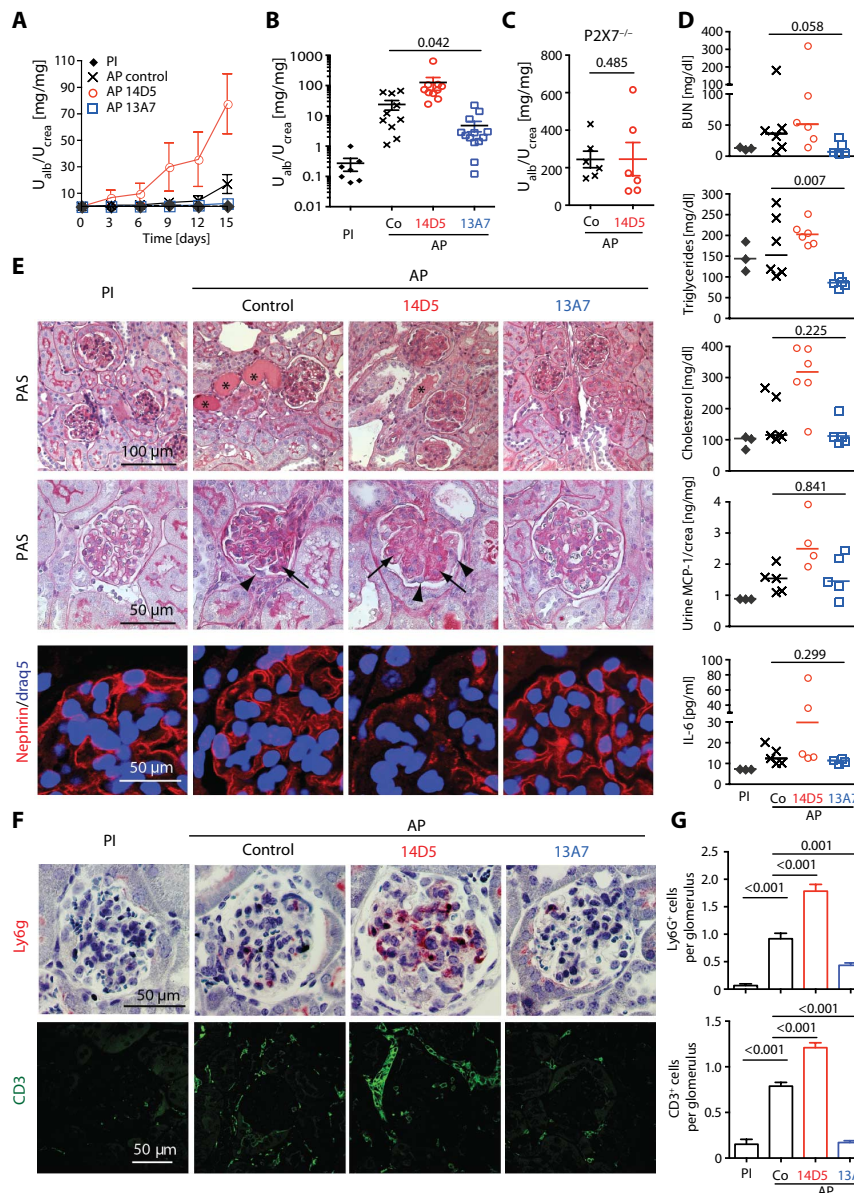 A
PI
AP control
AP 14D5
AP 13A7
U_alb/U_crea [mg/mg]
110
90
70
50
30
10
0 3 6 9 12 15
Time [days]
B
0.042
U_alb/U_crea [mg/mg]
1000
100
10
1
0.1
0.01
PI
Co 14D5 13A7
AP
C
P2X7⁻/⁻
0.485
U_alb/U_crea [mg/mg]
800
600
400
200
0
Co 14D5
AP
D
0.058
BUN [mg/dl]
400
300
200
100
100
50
0
0.007
Triglycerides [mg/dl]
300
250
200
150
100
50
0
0.225
Cholesterol [mg/dl]
400
300
200
100
0
0.841
Urine MCP-1/crea [ng/mg]
4
3
2
1
0
0.299
IL-6 [pg/ml]
100
80
60
40
30
20
10
0
PI
Co 14D5 13A7
AP
E
AP
PI
Control 14D5 13A7
PAS
* * *
*
100 µm
PAS
50 µm
Nephrin/draq5
50 µm
F
AP
PI
Control 14D5 13A7
Ly6g
50 µm
CD3
50 µm
G
0.001
<0.001
<0.001
Ly6G⁺ cells
per glomerulus
2.5
2.0
1.5
1.0
0.5
0
<0.001
<0.001
<0.001
CD3⁺ cells
per glomerulus
1.5
1.0
0.5
0
PI
Co 14D5
AP